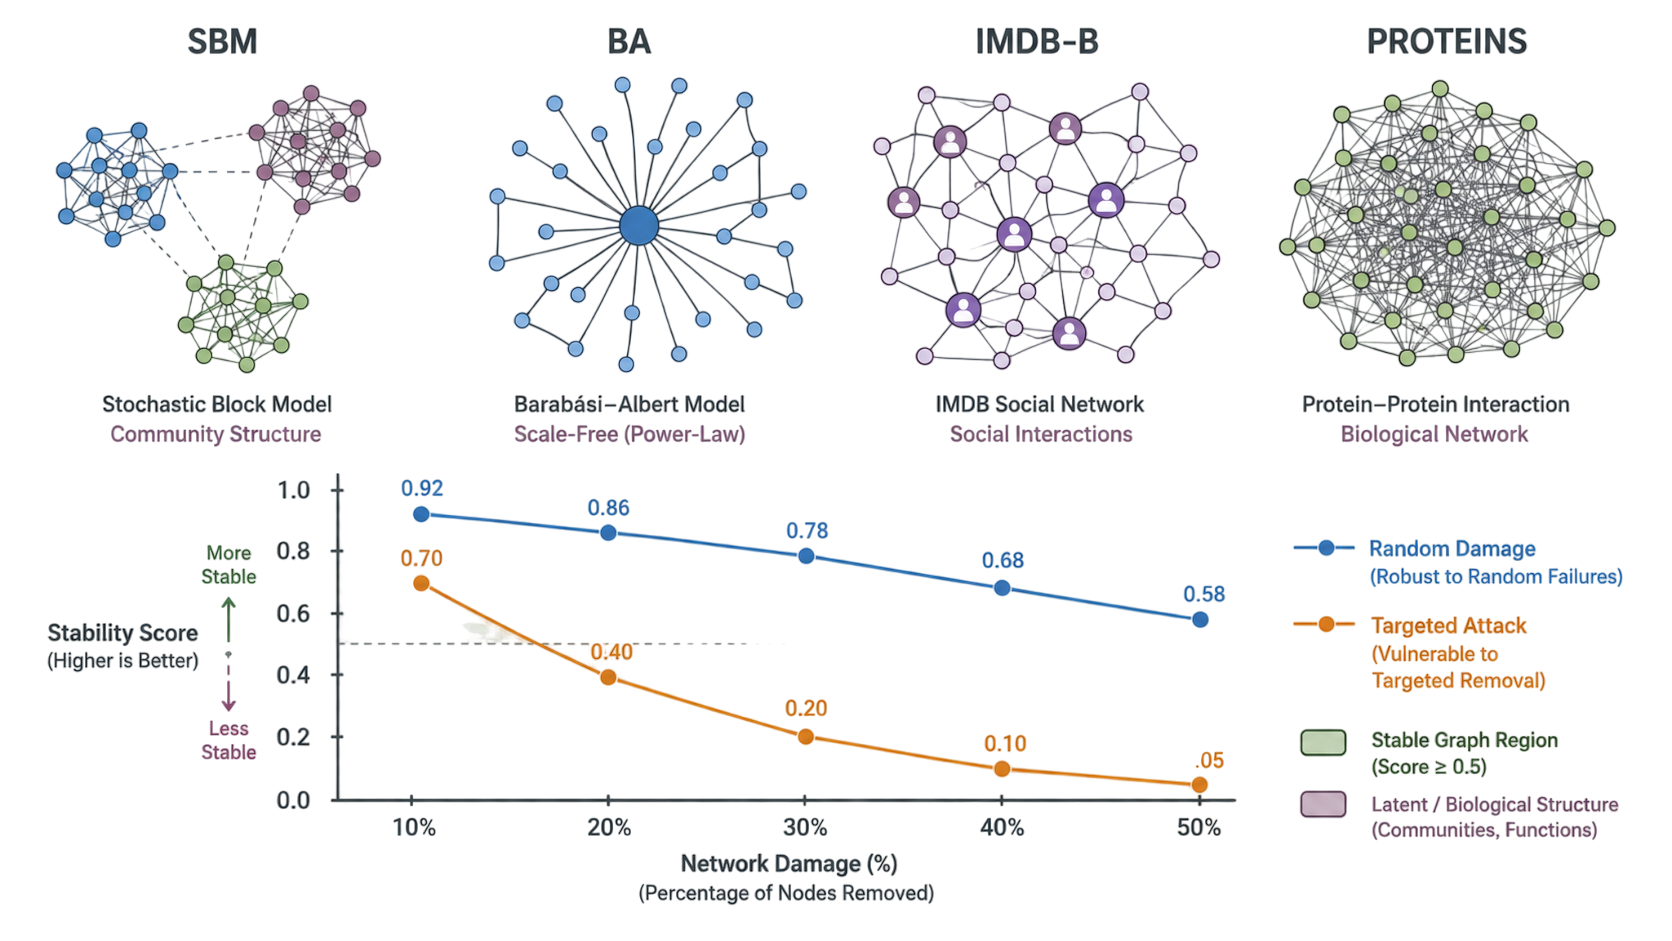 SBM
BA
IMDB-B
PROTEINS
Stochastic Block Model
Community Structure
Barabási–Albert Model
Scale-Free (Power-Law)
IMDB Social Network
Social Interactions
Protein–Protein Interaction
Biological Network
Stability Score
(Higher is Better)
More
Stable
Less
Stable
1.0
0.8
0.6
0.4
0.2
0.0
0.92
0.86
0.78
0.68
0.58
0.70
0.40
0.20
0.10
.05
10%
20%
30%
40%
50%
Network Damage (%)
(Percentage of Nodes Removed)
Random Damage
(Robust to Random Failures)
Targeted Attack
(Vulnerable to
Targeted Removal)
Stable Graph Region
(Score ≥ 0.5)
Latent / Biological Structure
(Communities, Functions)